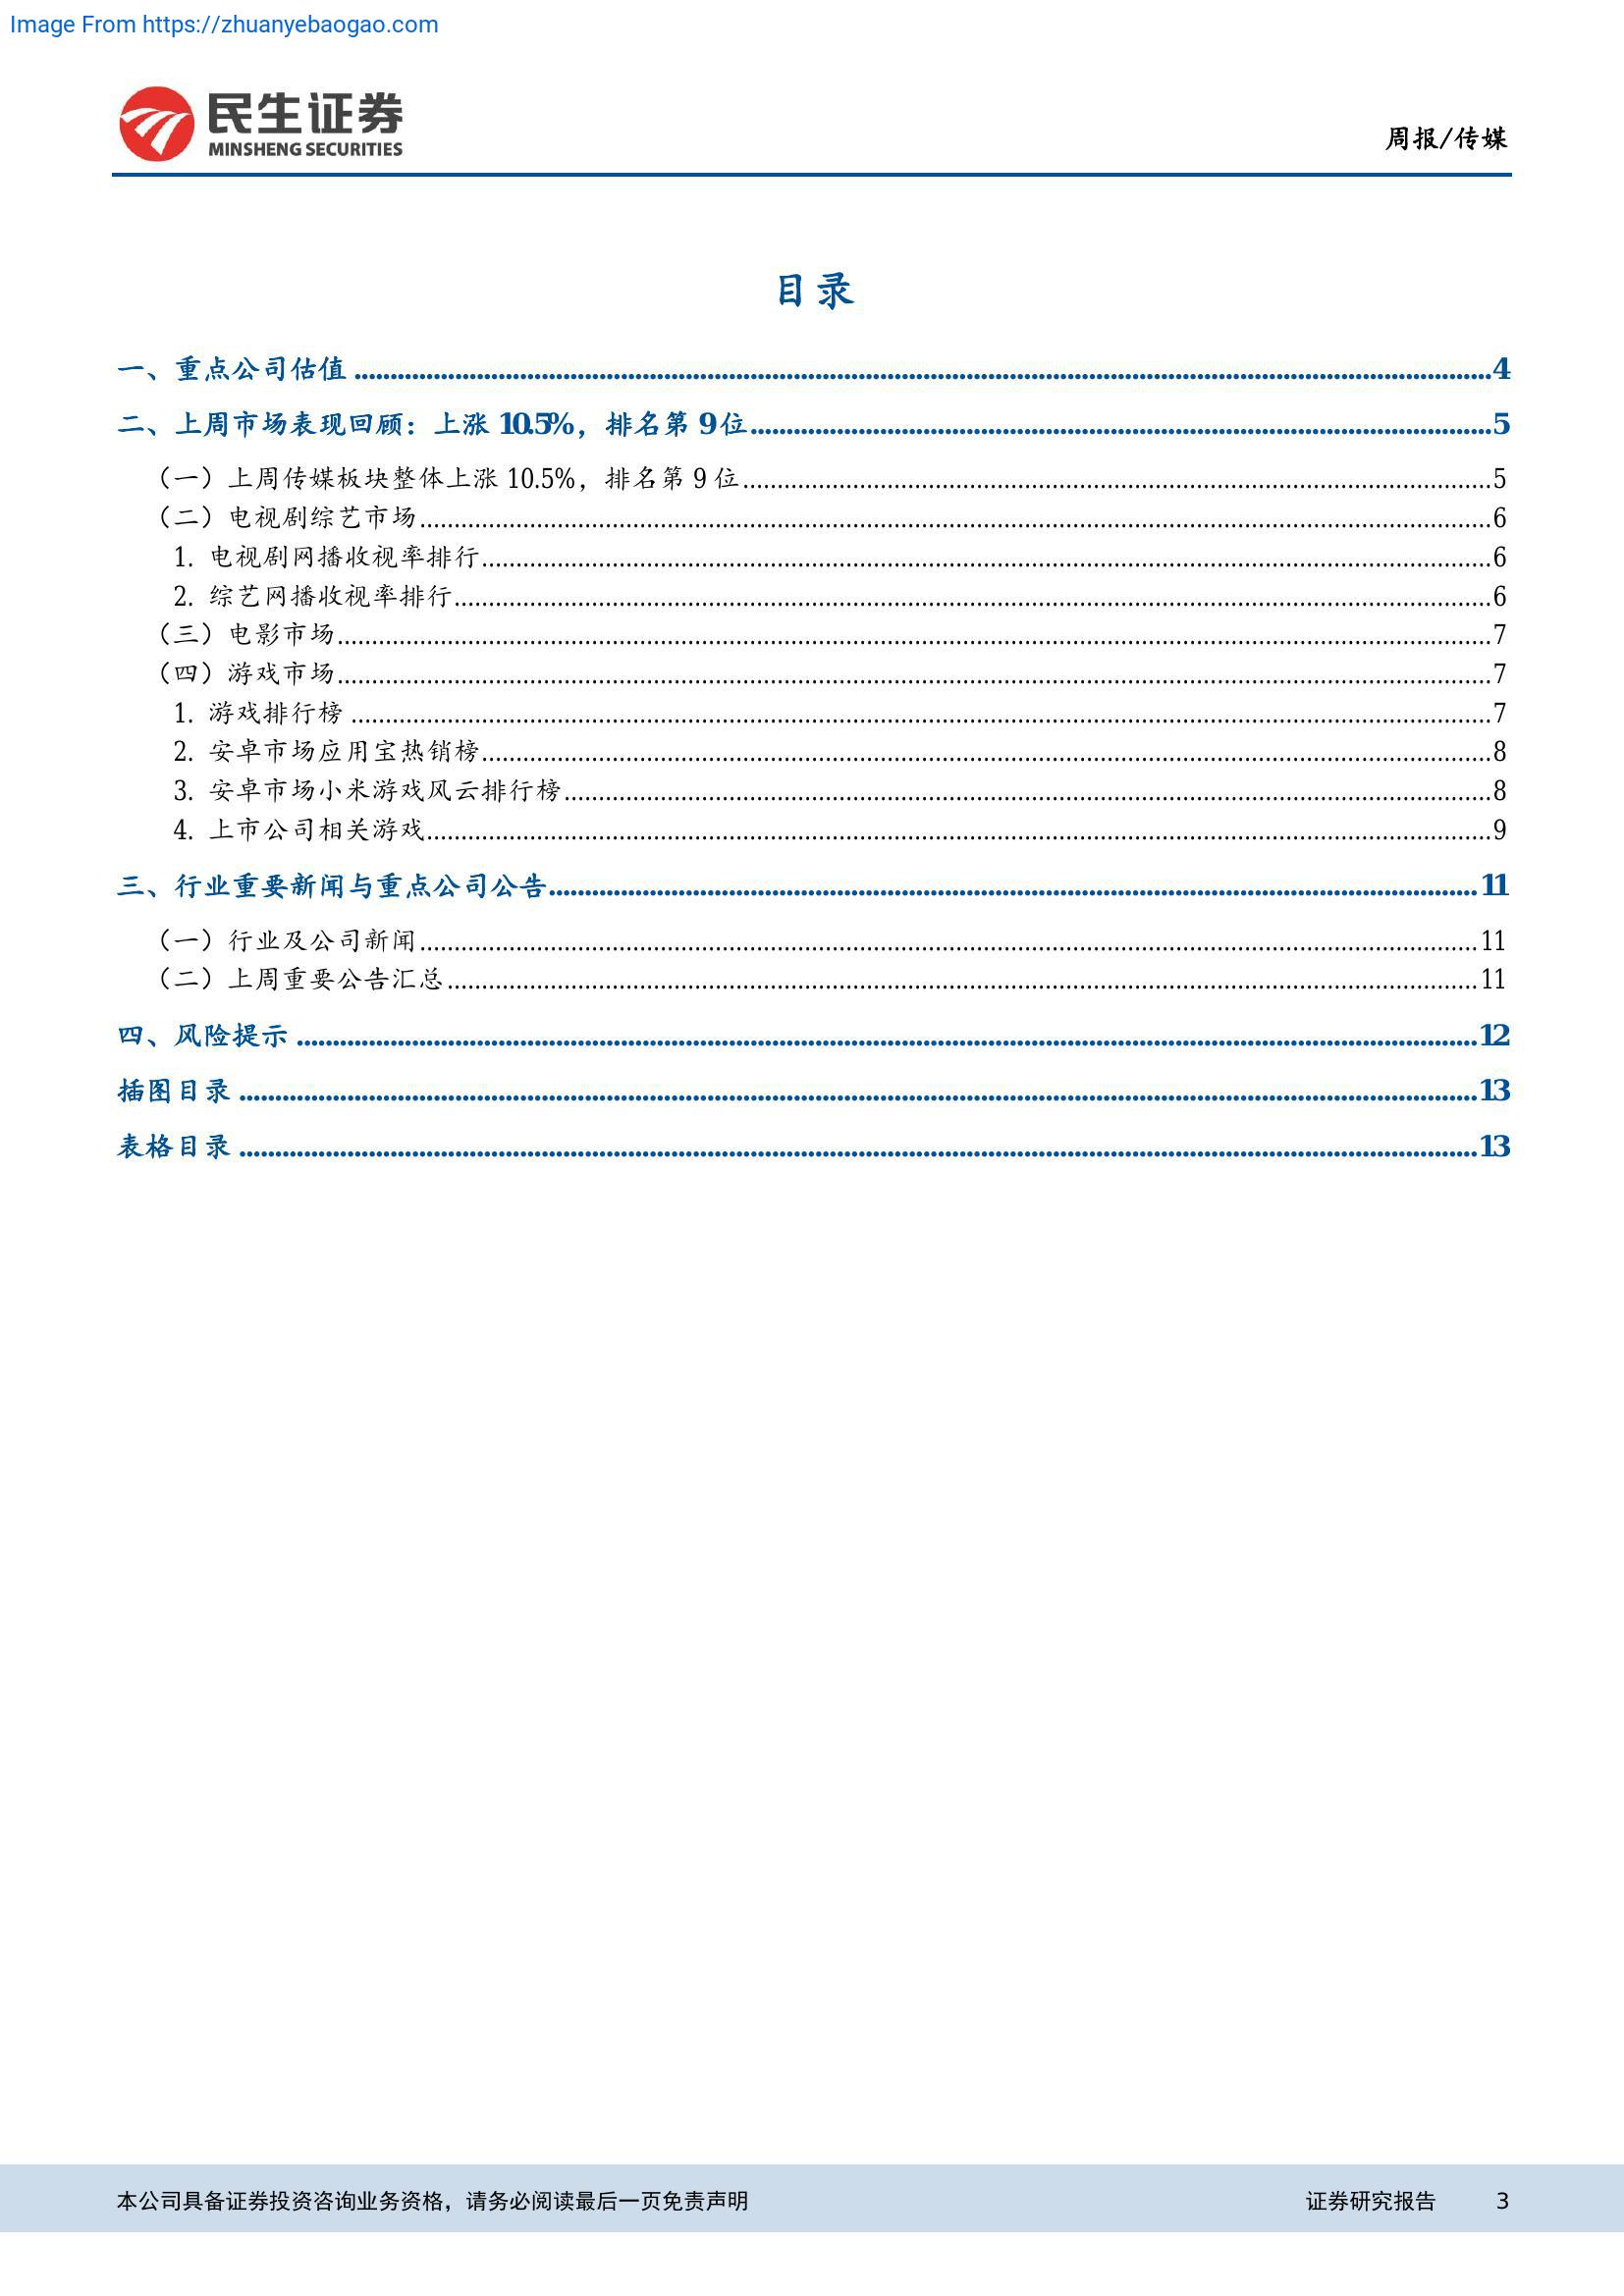 Image From https://zhuanyebaogao.com
民生证券
MINSHENG SECURITIES
周报/传媒
目录
一、重点公司估值 ........ 4
二、上周市场表现回顾：上涨 10.5%，排名第 9 位 ........ 5
（一）上周传媒板块整体上涨 10.5%，排名第 9 位 ........ 5
（二）电视剧综艺市场 ........ 6
1. 电视剧网播收视率排行 ........ 6
2. 综艺网播收视率排行 ........ 6
（三）电影市场 ........ 7
（四）游戏市场 ........ 7
1. 游戏排行榜 ........ 7
2. 安卓市场应用宝热销榜 ........ 8
3. 安卓市场小米游戏风云排行榜 ........ 8
4. 上市公司相关游戏 ........ 9
三、行业重要新闻与重点公司公告 ........ 11
（一）行业及公司新闻 ........ 11
（二）上周重要公告汇总 ........ 11
四、风险提示 ........ 12
插图目录 ........ 13
表格目录 ........ 13
本公司具备证券投资咨询业务资格，请务必阅读最后一页免责声明 证券研究报告 3